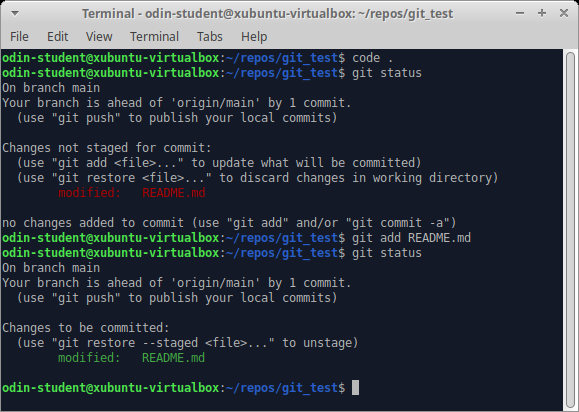 Terminal - odin-student@xubuntu-virtualbox: ~/repos/git_test
File Edit View Terminal Tabs Help
odin-student@xubuntu-virtualbox:~/repos/git_test$ code .
odin-student@xubuntu-virtualbox:~/repos/git_test$ git status
On branch main
Your branch is ahead of 'origin/main' by 1 commit.
  (use "git push" to publish your local commits)

Changes not staged for commit:
  (use "git add <file>..." to update what will be committed)
  (use "git restore <file>..." to discard changes in working directory)
        modified:   README.md

no changes added to commit (use "git add" and/or "git commit -a")
odin-student@xubuntu-virtualbox:~/repos/git_test$ git add README.md
odin-student@xubuntu-virtualbox:~/repos/git_test$ git status
On branch main
Your branch is ahead of 'origin/main' by 1 commit.
  (use "git push" to publish your local commits)

Changes to be committed:
  (use "git restore --staged <file>..." to unstage)
        modified:   README.md

odin-student@xubuntu-virtualbox:~/repos/git_test$